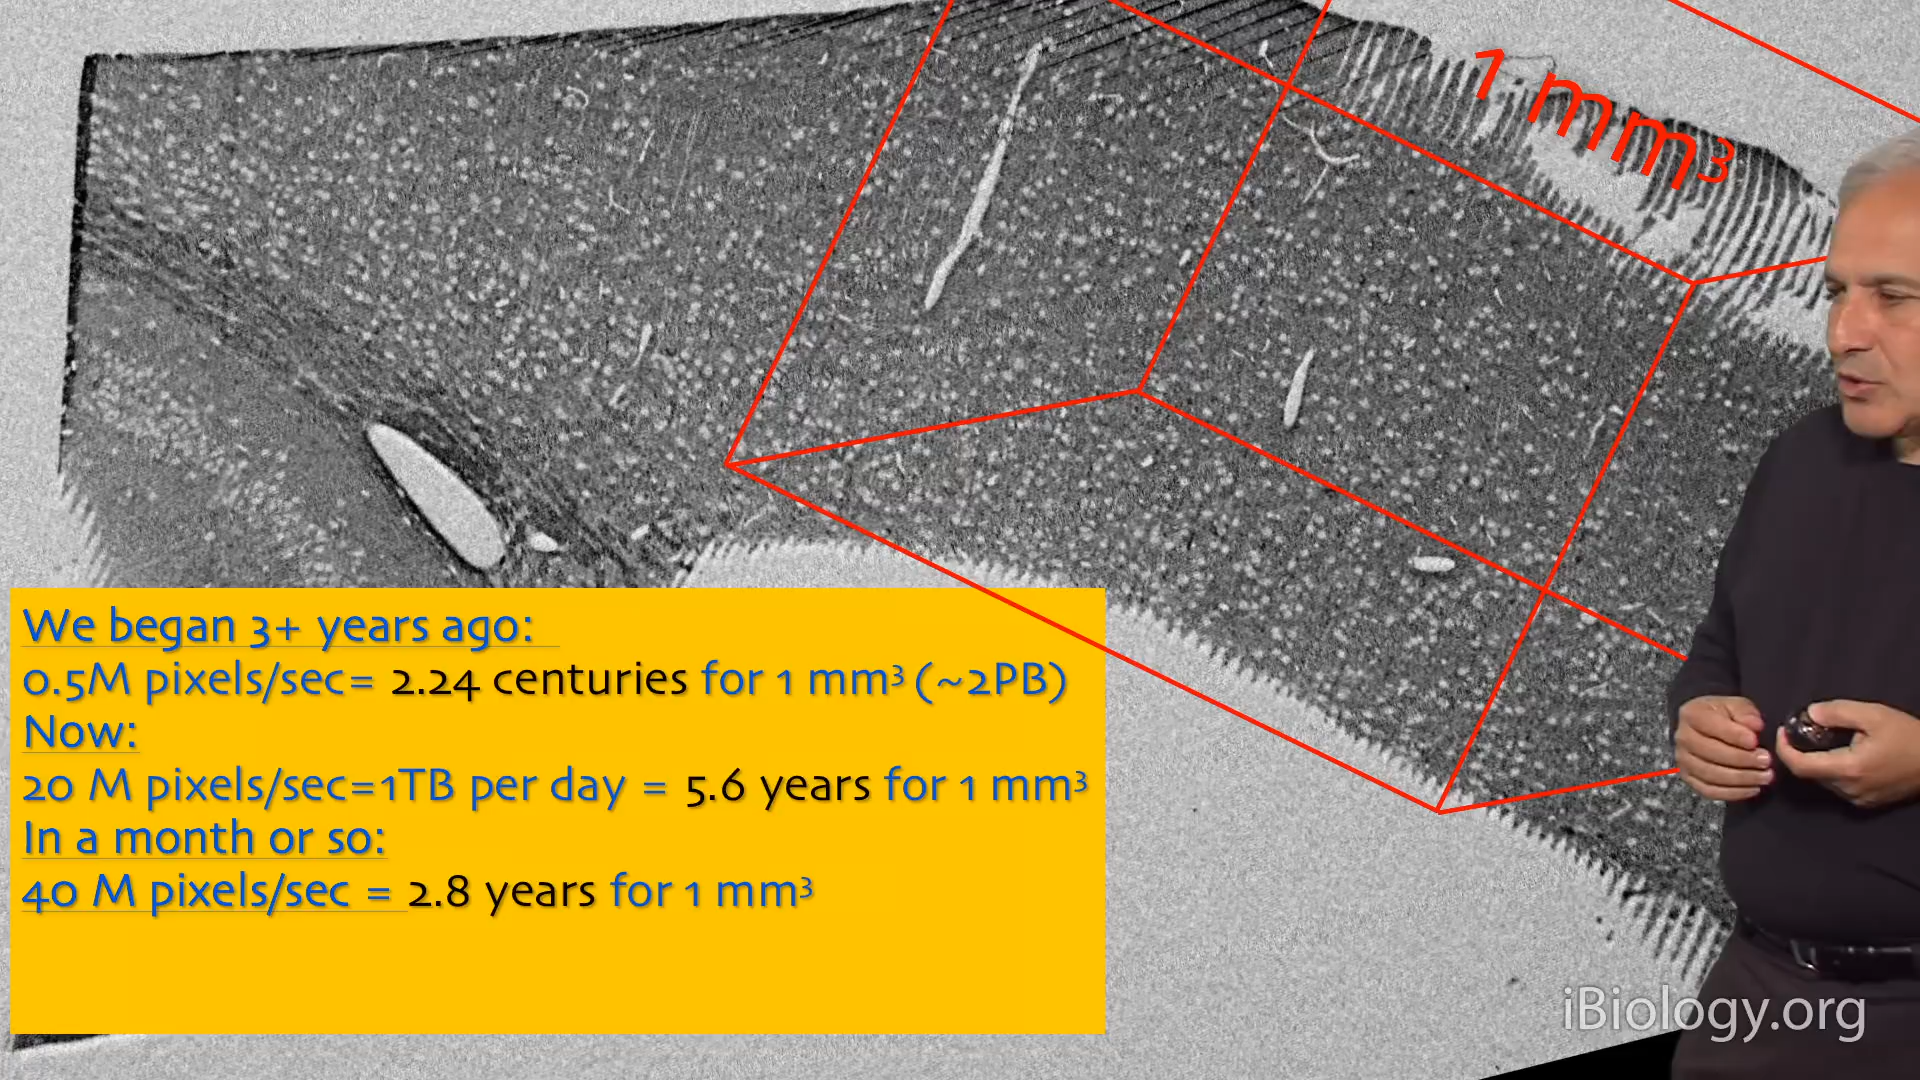 1 mm³
We began 3+ years ago:
0.5M pixels/sec= 2.24 centuries for 1 mm³ (~2PB)
Now:
20 M pixels/sec=1TB per day = 5.6 years for 1 mm³
In a month or so:
40 M pixels/sec = 2.8 years for 1 mm³
iBiology.org